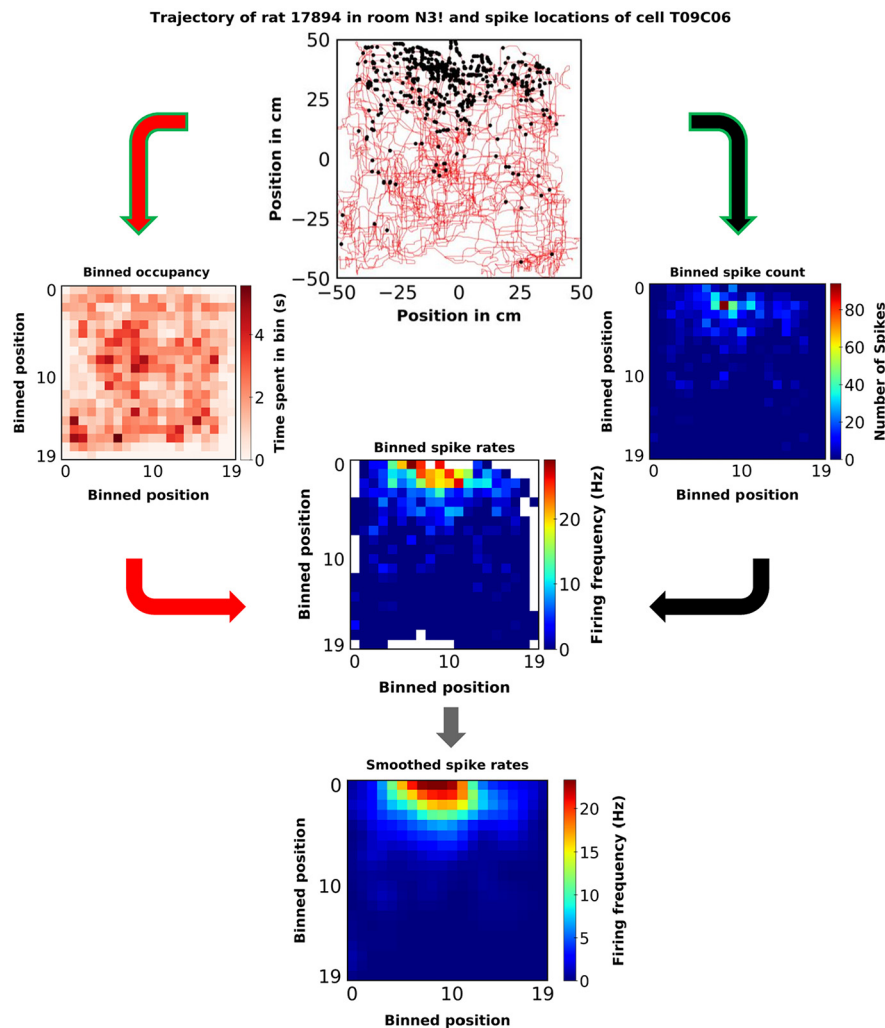 Trajectory of rat 17894 in room N3! and spike locations of cell T09C06
50
25
0
−25
−50
Position in cm
−50 −25 0 25 50
Position in cm
Binned occupancy
0
10
19
Binned position
0 10 19
Binned position
4
2
0
Time spent in bin (s)
Binned spike count
0
10
19
Binned position
0 10 19
Binned position
80
60
40
20
0
Number of Spikes
Binned spike rates
0
10
19
Binned position
0 10 19
Binned position
20
10
0
Firing frequency (Hz)
Smoothed spike rates
0
10
19
Binned position
0 10 19
Binned position
20
15
10
5
0
Firing frequency (Hz)